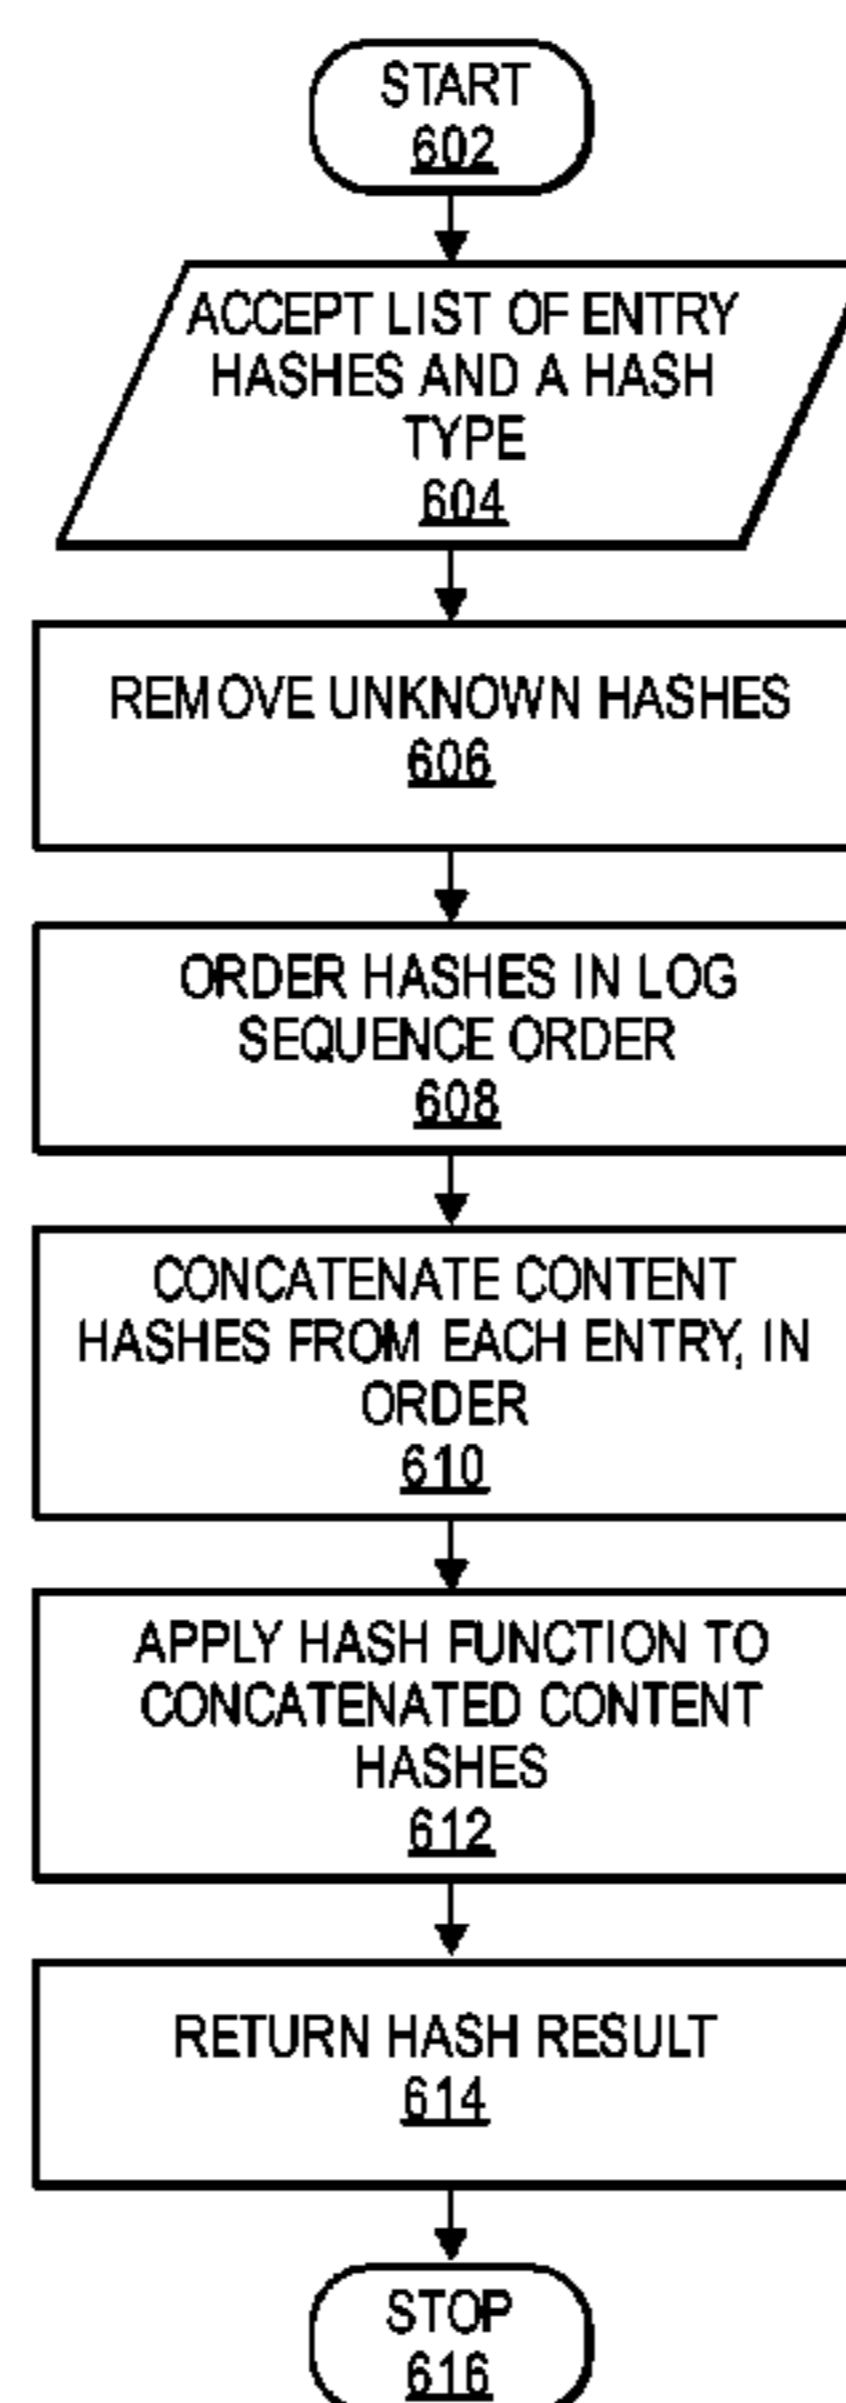 START
602
ACCEPT LIST OF ENTRY
HASHES AND A HASH
TYPE
604
REMOVE UNKNOWN HASHES
606
ORDER HASHES IN LOG
SEQUENCE ORDER
608
CONCATENATE CONTENT
HASHES FROM EACH ENTRY, IN
ORDER
610
APPLY HASH FUNCTION TO
CONCATENATED CONTENT
HASHES
612
RETURN HASH RESULT
614
STOP
616